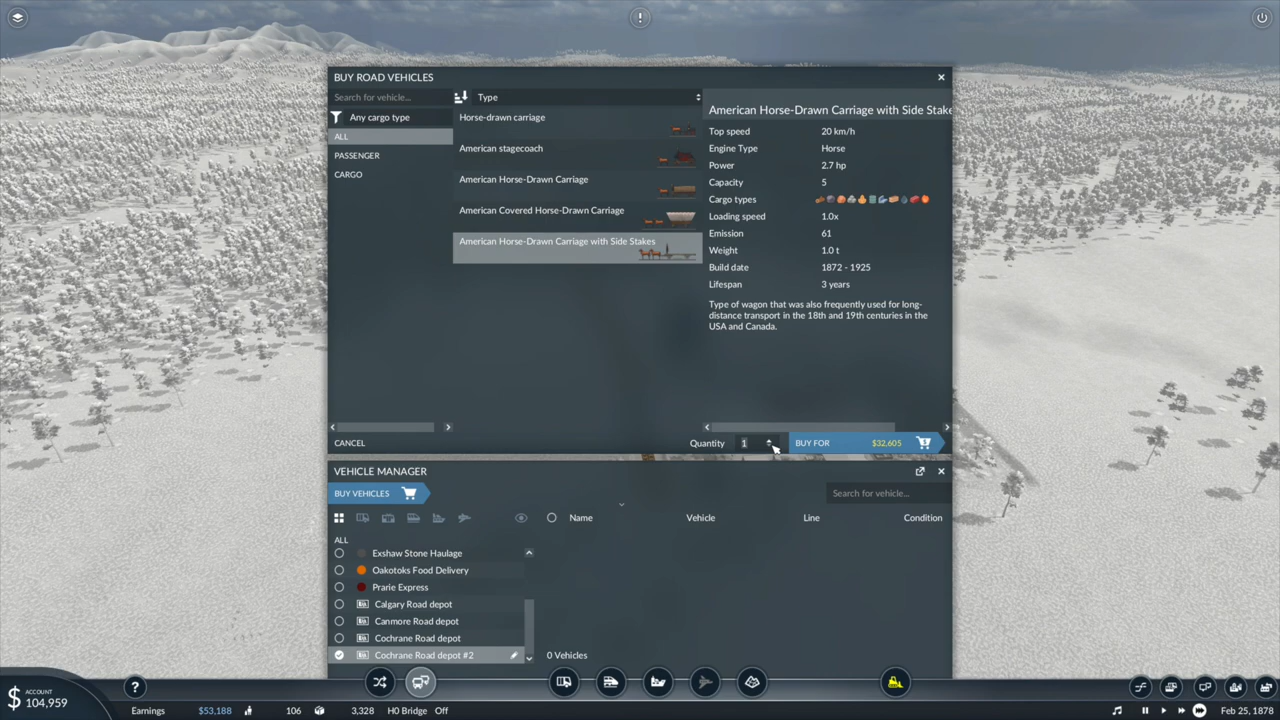 BUY ROAD VEHICLES
Search for vehicle...
Type
Any cargo type
ALL
PASSENGER
CARGO
Horse-drawn carriage
American stagecoach
American Horse-Drawn Carriage
American Covered Horse-Drawn Carriage
American Horse-Drawn Carriage with Side Stakes
American Horse-Drawn Carriage with Side Stake
Top speed 20 km/h
Engine Type Horse
Power 2.7 hp
Capacity 5
Cargo types
Loading speed 1.0x
Emission 61
Weight 1.0 t
Build date 1872 - 1925
Lifespan 3 years
Type of wagon that was also frequently used for long-
distance transport in the 18th and 19th centuries in the
USA and Canada.
CANCEL
Quantity 1
BUY FOR $32,605
VEHICLE MANAGER
BUY VEHICLES
Search for vehicle...
Name Vehicle Line Condition
ALL
Exshaw Stone Haulage
Oakotoks Food Delivery
Prarie Express
Calgary Road depot
Canmore Road depot
Cochrane Road depot
Cochrane Road depot #2
0 Vehicles
$ ACCOUNT
104,959
?
Earnings $53,188 106 3,328 H0 Bridge Off
Feb 25, 1878